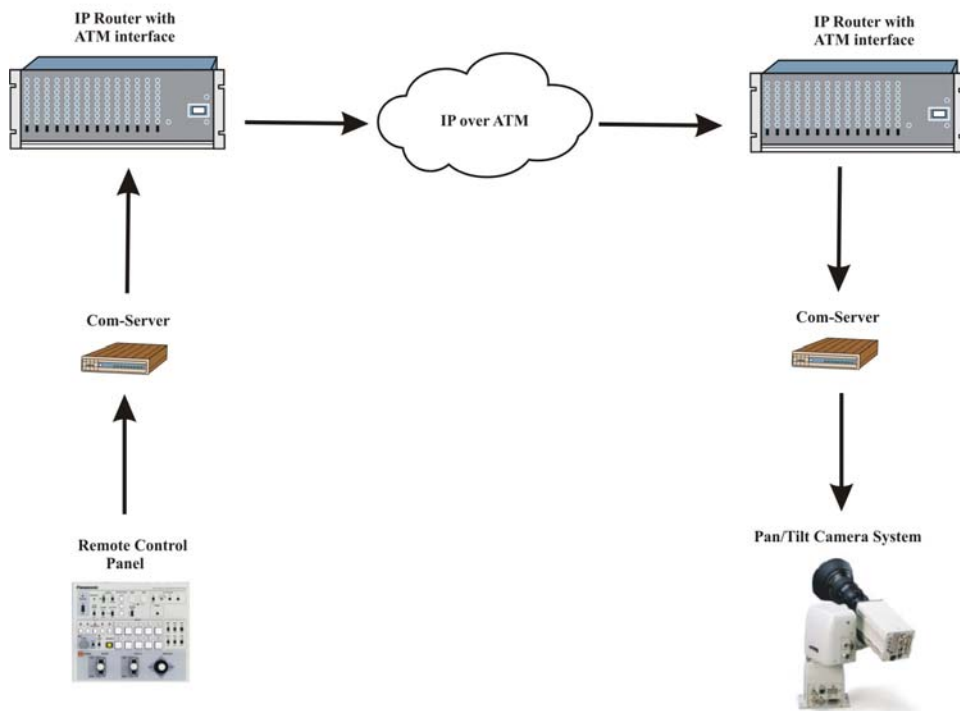 IP Router with
ATM interface
IP Router with
ATM interface
IP over ATM
Com-Server
Com-Server
Remote Control
Panel
Pan/Tilt Camera System
Panasonic